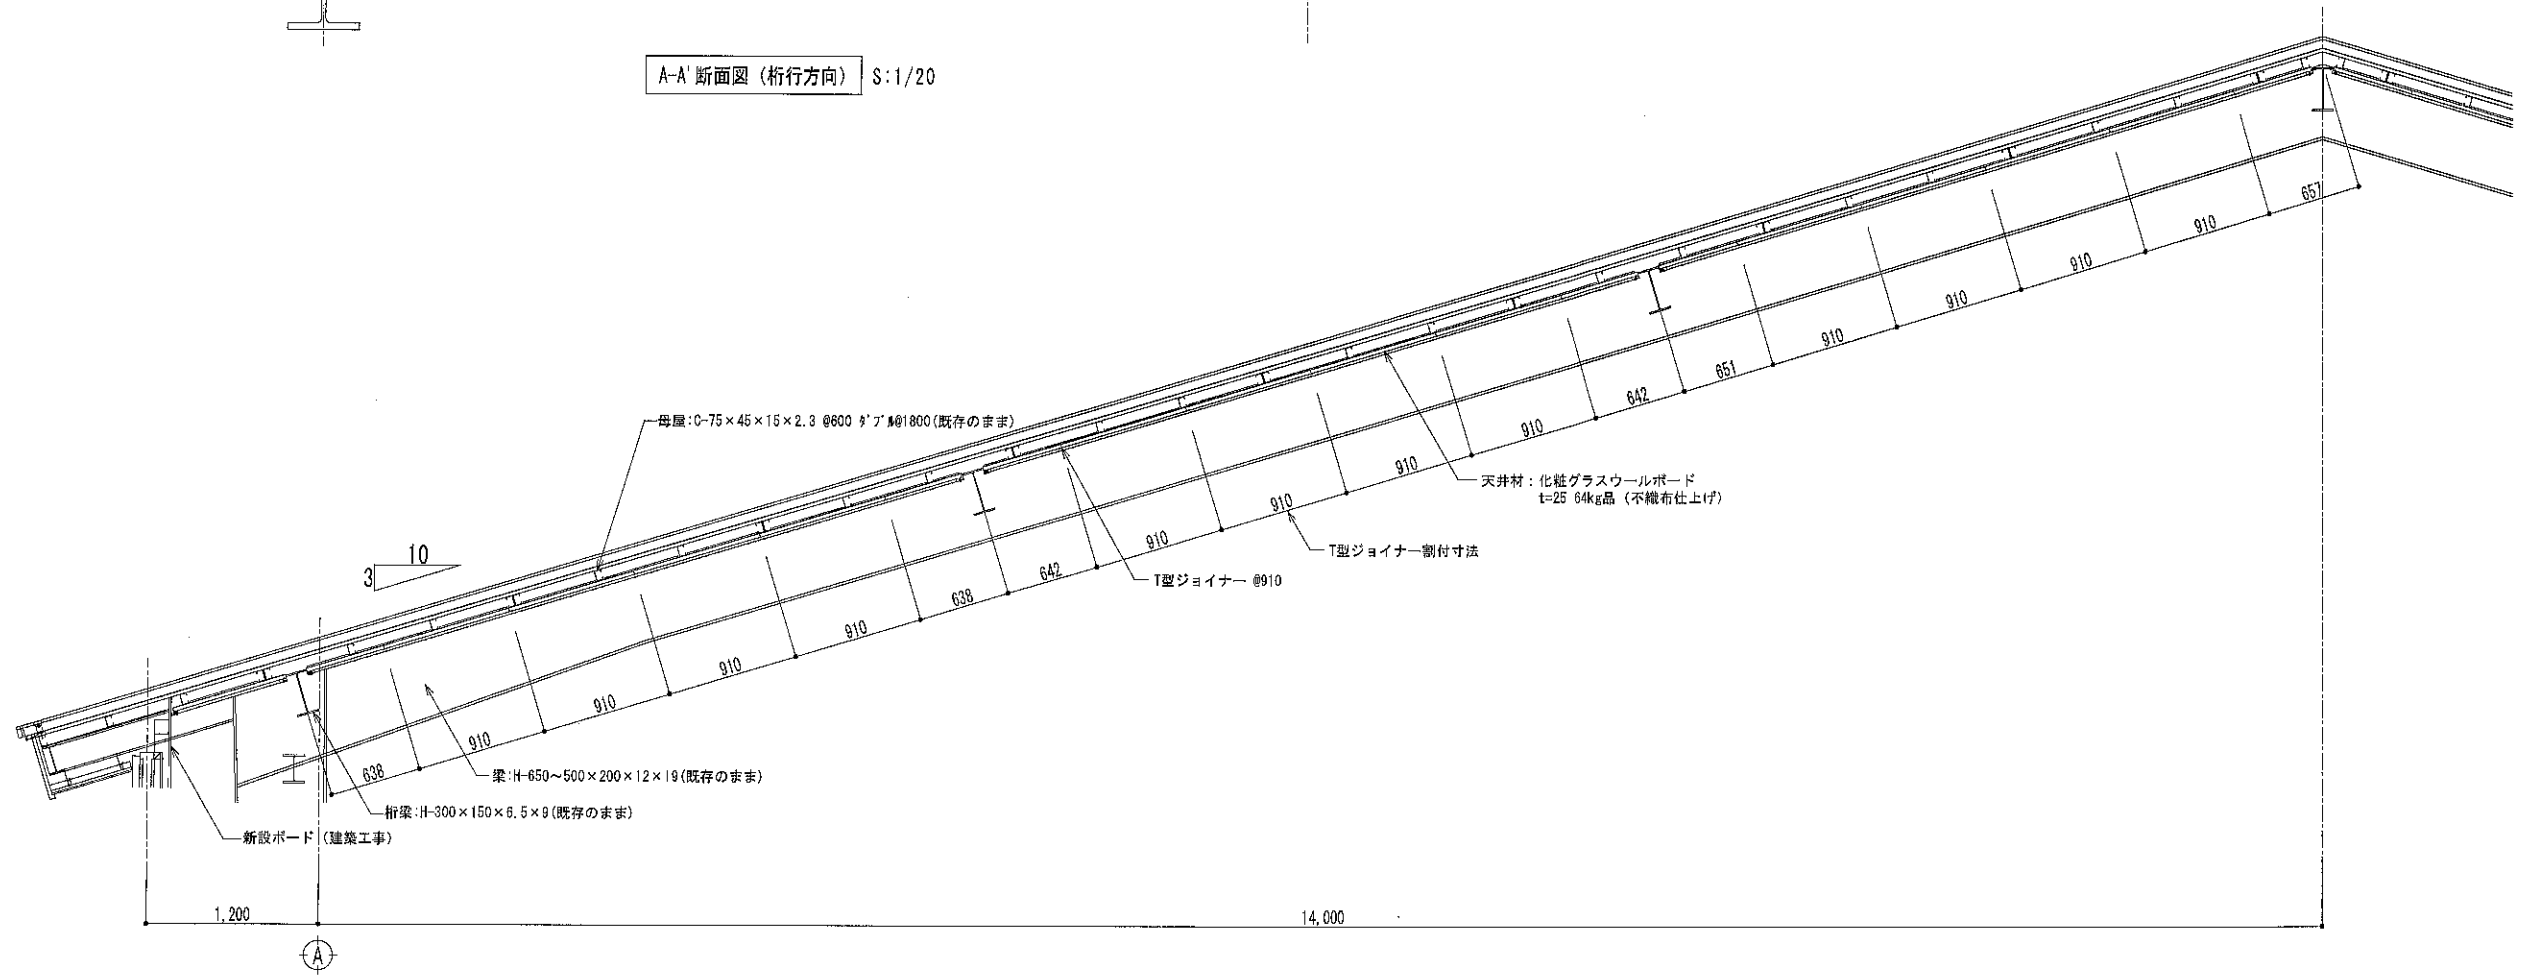 A-A' 断面図 (桁行方向) S:1/20
657
910
910
910
910
651
642
910
910
910
910
642
638
910
910
910
910
638
母屋:C-75×45×15×2.3 @600 ダブル@1800(既存のまま)
天井材:化粧グラスウールボード
t=25 64kg品 (不織布仕上げ)
T型ジョイナー割付寸法
T型ジョイナー @910
10
3
梁:H-650~500×200×12×19(既存のまま)
桁梁:H-300×150×6.5×9(既存のまま)
新設ボード (建築工事)
1,200
14,000
A